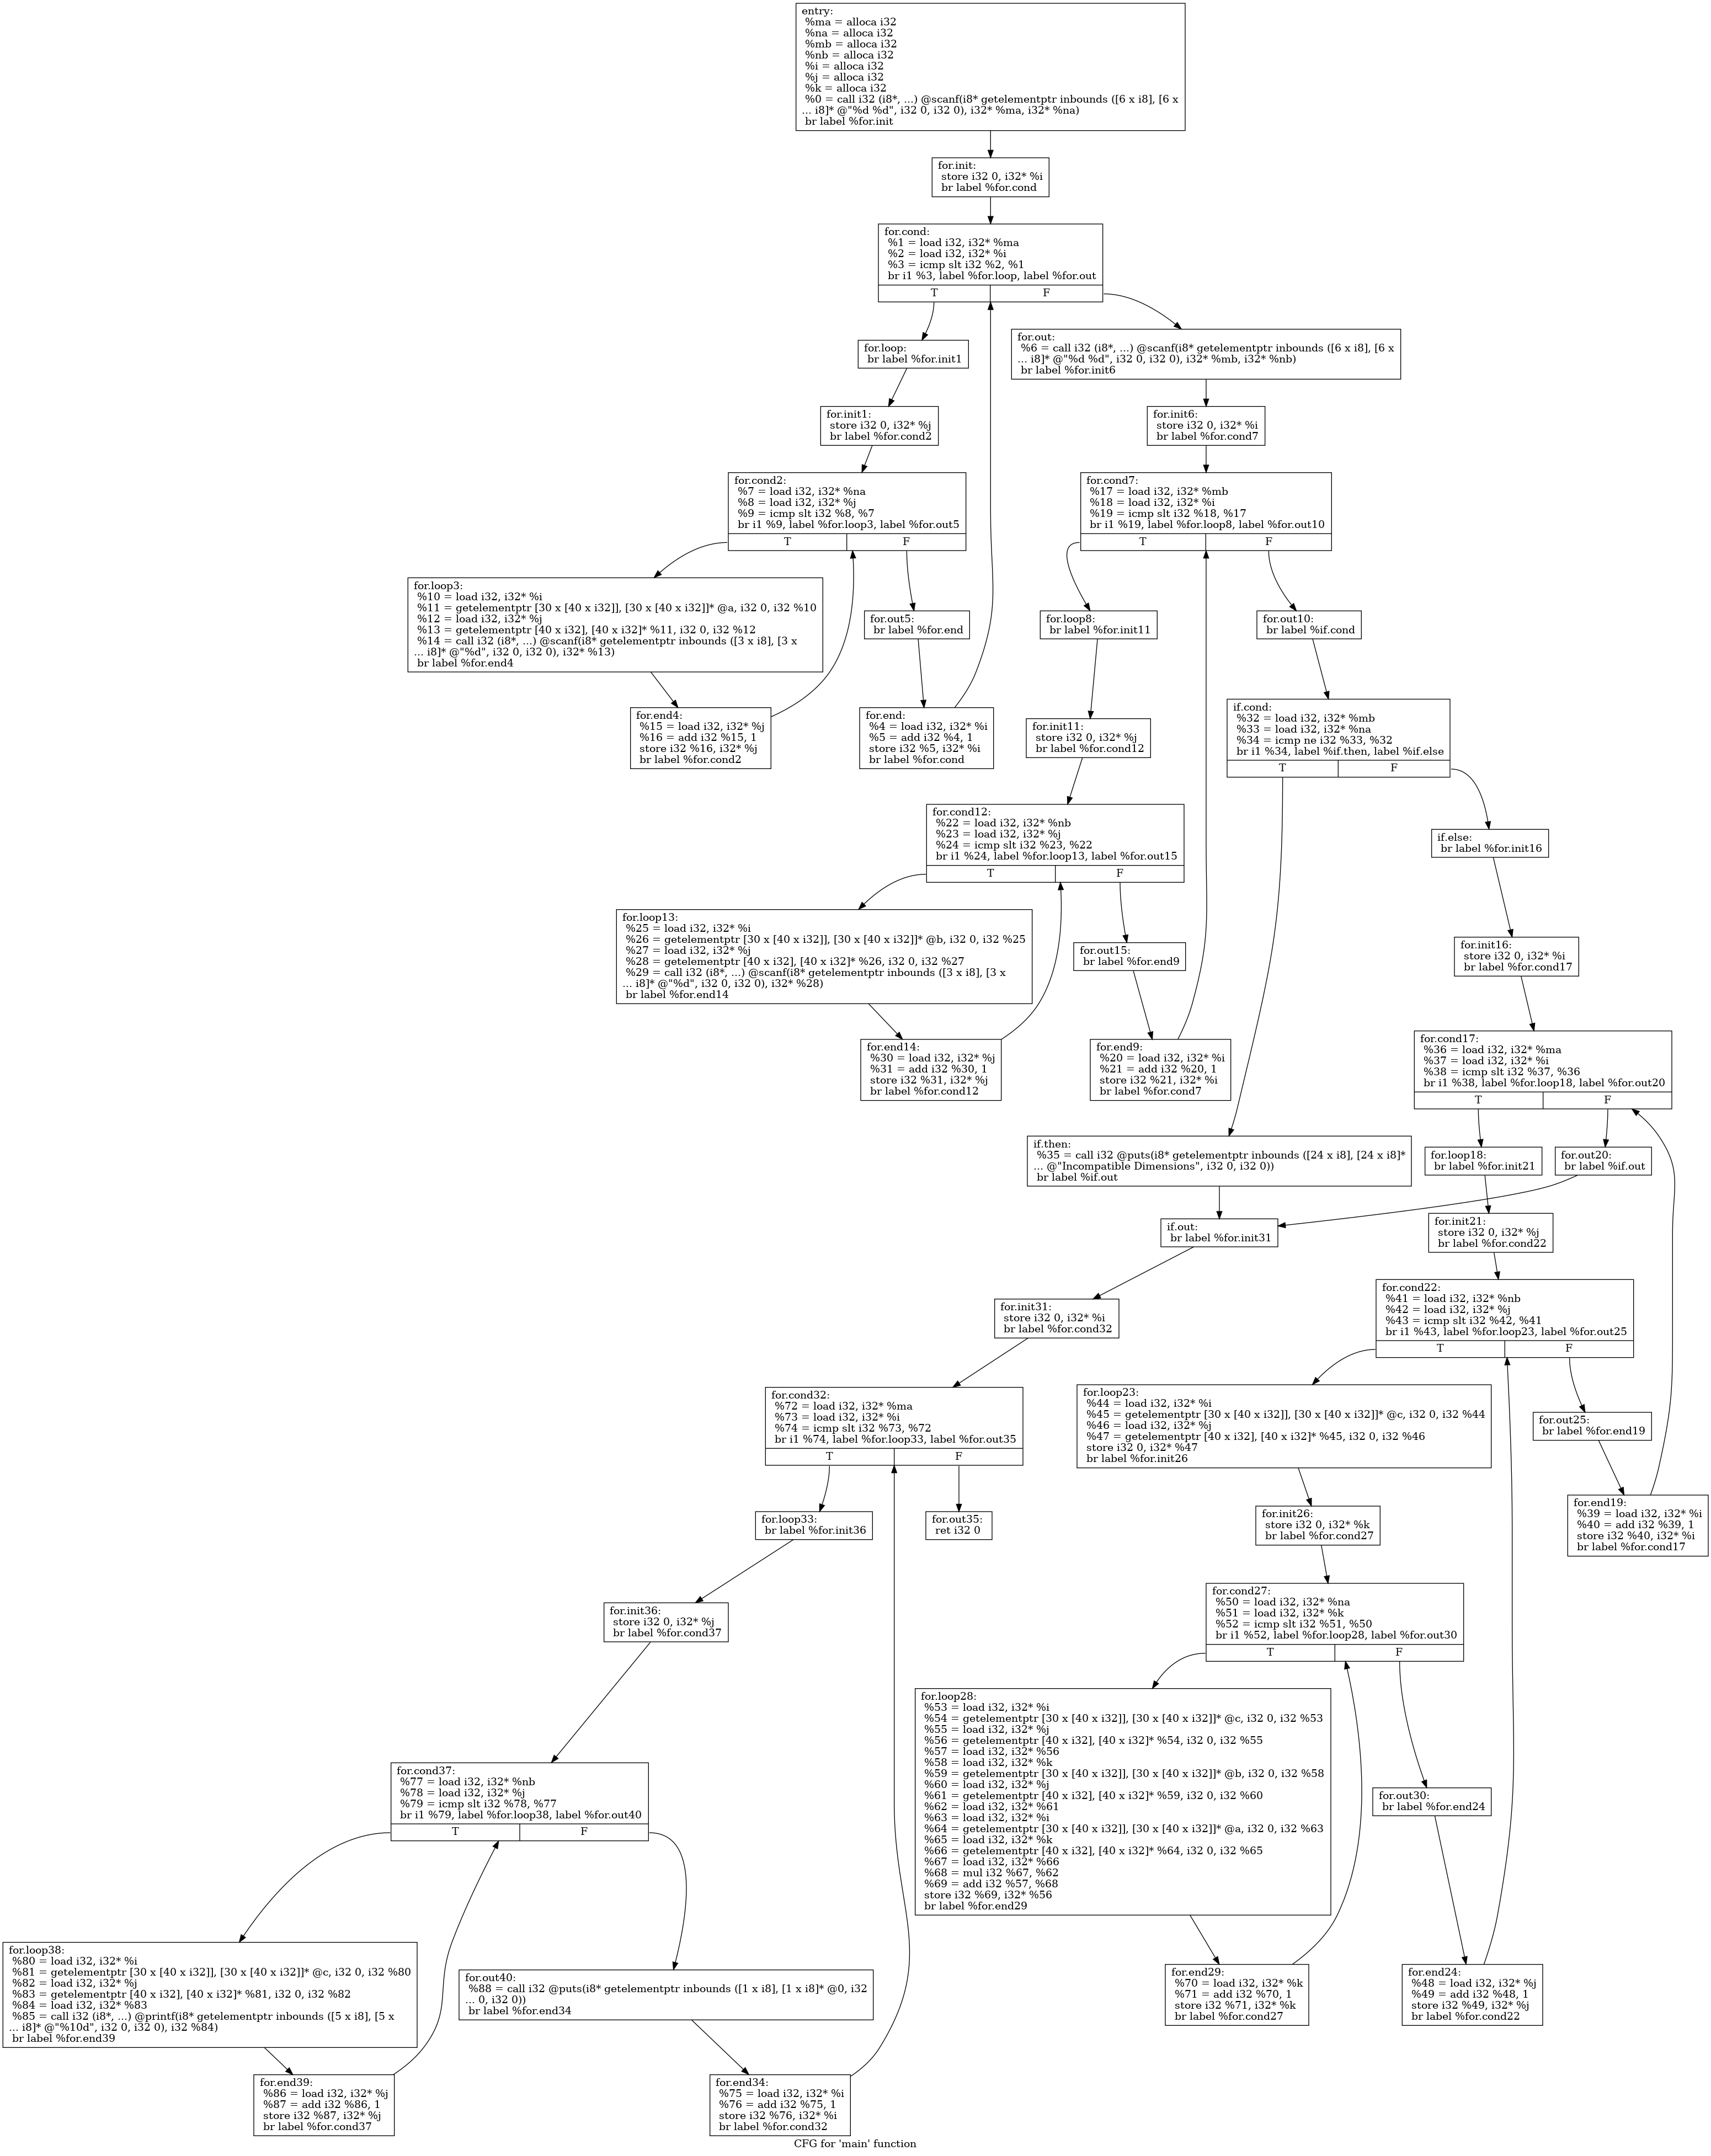 entry:
%ma = alloca i32
%na = alloca i32
%mb = alloca i32
%nb = alloca i32
%i = alloca i32
%j = alloca i32
%k = alloca i32
%0 = call i32 (i8*, ...) @scanf(i8* getelementptr inbounds ([6 x i8], [6 x
... i8]* @"%d %d", i32 0, i32 0), i32* %ma, i32* %na)
br label %for.init
for.init:
store i32 0, i32* %i
br label %for.cond
for.cond:
%1 = load i32, i32* %ma
%2 = load i32, i32* %i
%3 = icmp slt i32 %2, %1
br i1 %3, label %for.loop, label %for.out
T F
for.loop:
br label %for.init1
for.out:
%6 = call i32 (i8*, ...) @scanf(i8* getelementptr inbounds ([6 x i8], [6 x
... i8]* @"%d %d", i32 0, i32 0), i32* %mb, i32* %nb)
br label %for.init6
for.init1:
store i32 0, i32* %j
br label %for.cond2
for.init6:
store i32 0, i32* %i
br label %for.cond7
for.cond2:
%7 = load i32, i32* %na
%8 = load i32, i32* %j
%9 = icmp slt i32 %8, %7
br i1 %9, label %for.loop3, label %for.out5
T F
for.cond7:
%17 = load i32, i32* %mb
%18 = load i32, i32* %i
%19 = icmp slt i32 %18, %17
br i1 %19, label %for.loop8, label %for.out10
T F
for.loop3:
%10 = load i32, i32* %i
%11 = getelementptr [30 x [40 x i32]], [30 x [40 x i32]]* @a, i32 0, i32 %10
%12 = load i32, i32* %j
%13 = getelementptr [40 x i32], [40 x i32]* %11, i32 0, i32 %12
%14 = call i32 (i8*, ...) @scanf(i8* getelementptr inbounds ([3 x i8], [3 x
... i8]* @"%d", i32 0, i32 0), i32* %13)
br label %for.end4
for.out5:
br label %for.end
for.loop8:
br label %for.init11
for.out10:
br label %if.cond
for.end4:
%15 = load i32, i32* %j
%16 = add i32 %15, 1
store i32 %16, i32* %j
br label %for.cond2
for.end:
%4 = load i32, i32* %i
%5 = add i32 %4, 1
store i32 %5, i32* %i
br label %for.cond
for.init11:
store i32 0, i32* %j
br label %for.cond12
if.cond:
%32 = load i32, i32* %mb
%33 = load i32, i32* %na
%34 = icmp ne i32 %33, %32
br i1 %34, label %if.then, label %if.else
T F
for.cond12:
%22 = load i32, i32* %nb
%23 = load i32, i32* %j
%24 = icmp slt i32 %23, %22
br i1 %24, label %for.loop13, label %for.out15
T F
if.else:
br label %for.init16
for.loop13:
%25 = load i32, i32* %i
%26 = getelementptr [30 x [40 x i32]], [30 x [40 x i32]]* @b, i32 0, i32 %25
%27 = load i32, i32* %j
%28 = getelementptr [40 x i32], [40 x i32]* %26, i32 0, i32 %27
%29 = call i32 (i8*, ...) @scanf(i8* getelementptr inbounds ([3 x i8], [3 x
... i8]* @"%d", i32 0, i32 0), i32* %28)
br label %for.end14
for.out15:
br label %for.end9
for.init16:
store i32 0, i32* %i
br label %for.cond17
for.end14:
%30 = load i32, i32* %j
%31 = add i32 %30, 1
store i32 %31, i32* %j
br label %for.cond12
for.end9:
%20 = load i32, i32* %i
%21 = add i32 %20, 1
store i32 %21, i32* %i
br label %for.cond7
for.cond17:
%36 = load i32, i32* %ma
%37 = load i32, i32* %i
%38 = icmp slt i32 %37, %36
br i1 %38, label %for.loop18, label %for.out20
T F
if.then:
%35 = call i32 @puts(i8* getelementptr inbounds ([24 x i8], [24 x i8]*
... @"Incompatible Dimensions", i32 0, i32 0))
br label %if.out
for.loop18:
br label %for.init21
for.out20:
br label %if.out
if.out:
br label %for.init31
for.init21:
store i32 0, i32* %j
br label %for.cond22
for.init31:
store i32 0, i32* %i
br label %for.cond32
for.cond22:
%41 = load i32, i32* %nb
%42 = load i32, i32* %j
%43 = icmp slt i32 %42, %41
br i1 %43, label %for.loop23, label %for.out25
T F
for.cond32:
%72 = load i32, i32* %ma
%73 = load i32, i32* %i
%74 = icmp slt i32 %73, %72
br i1 %74, label %for.loop33, label %for.out35
T F
for.loop23:
%44 = load i32, i32* %i
%45 = getelementptr [30 x [40 x i32]], [30 x [40 x i32]]* @c, i32 0, i32 %44
%46 = load i32, i32* %j
%47 = getelementptr [40 x i32], [40 x i32]* %45, i32 0, i32 %46
store i32 0, i32* %47
br label %for.init26
for.out25:
br label %for.end19
for.loop33:
br label %for.init36
for.out35:
ret i32 0
for.init26:
store i32 0, i32* %k
br label %for.cond27
for.end19:
%39 = load i32, i32* %i
%40 = add i32 %39, 1
store i32 %40, i32* %i
br label %for.cond17
for.init36:
store i32 0, i32* %j
br label %for.cond37
for.cond27:
%50 = load i32, i32* %na
%51 = load i32, i32* %k
%52 = icmp slt i32 %51, %50
br i1 %52, label %for.loop28, label %for.out30
T F
for.loop28:
%53 = load i32, i32* %i
%54 = getelementptr [30 x [40 x i32]], [30 x [40 x i32]]* @c, i32 0, i32 %53
%55 = load i32, i32* %j
%56 = getelementptr [40 x i32], [40 x i32]* %54, i32 0, i32 %55
%57 = load i32, i32* %56
%58 = load i32, i32* %k
%59 = getelementptr [30 x [40 x i32]], [30 x [40 x i32]]* @b, i32 0, i32 %58
%60 = load i32, i32* %j
%61 = getelementptr [40 x i32], [40 x i32]* %59, i32 0, i32 %60
%62 = load i32, i32* %61
%63 = load i32, i32* %i
%64 = getelementptr [30 x [40 x i32]], [30 x [40 x i32]]* @a, i32 0, i32 %63
%65 = load i32, i32* %k
%66 = getelementptr [40 x i32], [40 x i32]* %64, i32 0, i32 %65
%67 = load i32, i32* %66
%68 = mul i32 %67, %62
%69 = add i32 %57, %68
store i32 %69, i32* %56
br label %for.end29
for.cond37:
%77 = load i32, i32* %nb
%78 = load i32, i32* %j
%79 = icmp slt i32 %78, %77
br i1 %79, label %for.loop38, label %for.out40
T F
for.out30:
br label %for.end24
for.loop38:
%80 = load i32, i32* %i
%81 = getelementptr [30 x [40 x i32]], [30 x [40 x i32]]* @c, i32 0, i32 %80
%82 = load i32, i32* %j
%83 = getelementptr [40 x i32], [40 x i32]* %81, i32 0, i32 %82
%84 = load i32, i32* %83
%85 = call i32 (i8*, ...) @printf(i8* getelementptr inbounds ([5 x i8], [5 x
... i8]* @"%10d", i32 0, i32 0), i32 %84)
br label %for.end39
for.out40:
%88 = call i32 @puts(i8* getelementptr inbounds ([1 x i8], [1 x i8]* @0, i32
... 0, i32 0))
br label %for.end34
for.end29:
%70 = load i32, i32* %k
%71 = add i32 %70, 1
store i32 %71, i32* %k
br label %for.cond27
for.end24:
%48 = load i32, i32* %j
%49 = add i32 %48, 1
store i32 %49, i32* %j
br label %for.cond22
for.end39:
%86 = load i32, i32* %j
%87 = add i32 %86, 1
store i32 %87, i32* %j
br label %for.cond37
for.end34:
%75 = load i32, i32* %i
%76 = add i32 %75, 1
store i32 %76, i32* %i
br label %for.cond32
CFG for 'main' function